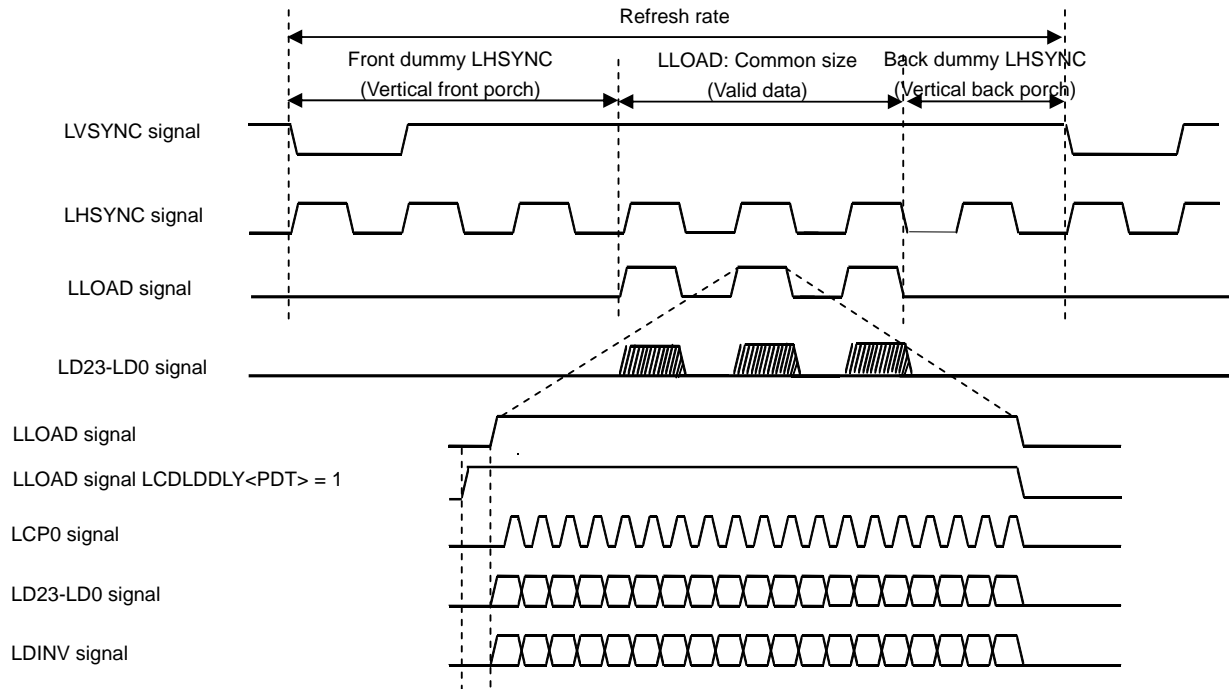 Refresh rate
Front dummy LHSYNC
(Vertical front porch)
LLOAD: Common size
(Valid data)
Back dummy LHSYNC
(Vertical back porch)
LVSYNC signal
LHSYNC signal
LLOAD signal
LD23-LD0 signal
LLOAD signal
LLOAD signal LCDLDDLY<PDT> = 1
LCP0 signal
LD23-LD0 signal
LDINV signal